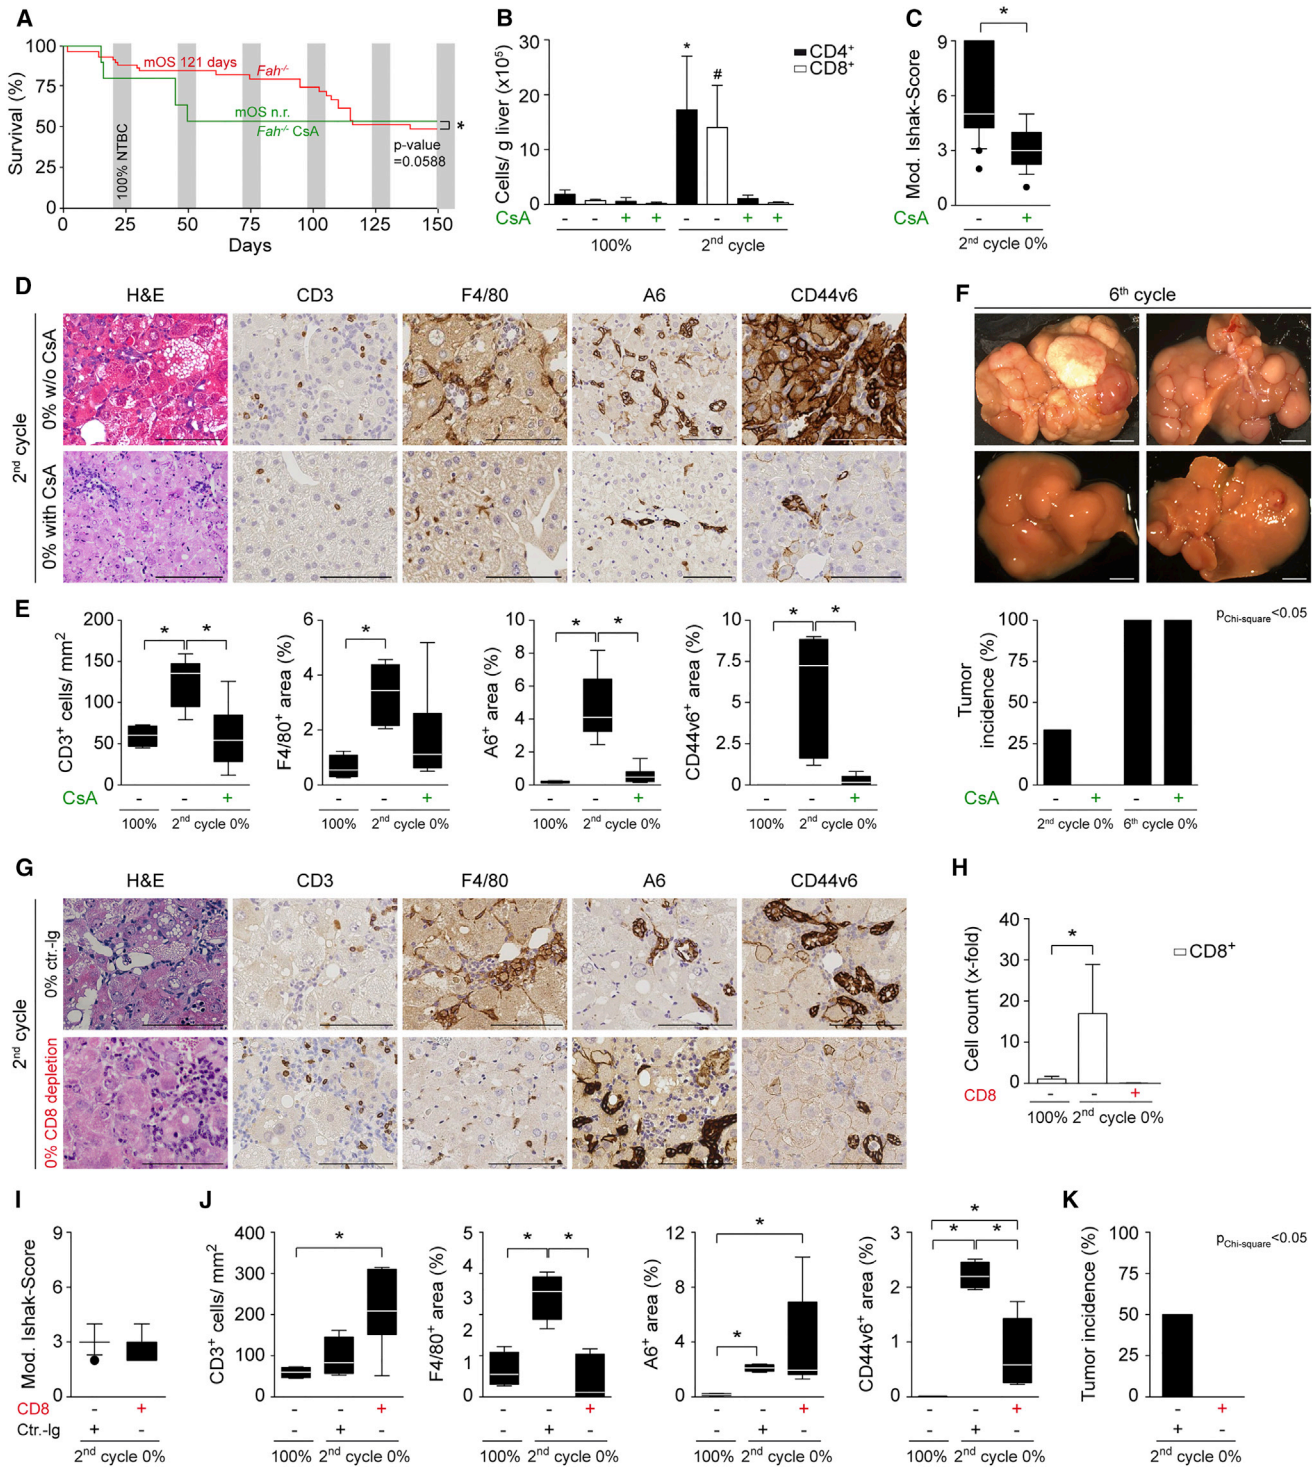 A
Survival (%)
100
75
50
25
0
0 25 50 75 100 125 150
Days
100% NTBC
mOS 121 days
Fah-/-
mOS n.r.
Fah-/- CsA
*
p-value
=0.0588
B
Cells/ g liver (x10⁵)
30
20
10
0
* #
CD4⁺
CD8⁺
CsA - - + + - - + +
100% 2nd cycle
C
Mod. Ishak-Score
9
6
3
0
*
CsA - +
2nd cycle 0%
D
H&E CD3 F4/80 A6 CD44v6
2nd cycle
0% w/o CsA
0% with CsA
E
CD3⁺ cells/ mm²
200
150
100
50
0
* *
CsA - - +
100% 2nd cycle 0%
F4/80⁺ area (%)
6
4
2
0
*
- - +
100% 2nd cycle 0%
A6⁺ area (%)
10
8
6
4
2
0
* *
- - +
100% 2nd cycle 0%
CD44v6⁺ area (%)
10
7.5
5
2.5
0
* *
- - +
100% 2nd cycle 0%
F
6th cycle
Tumor
incidence (%)
100
75
50
25
0
pChi-square<0.05
CsA - + - +
2nd cycle 0% 6th cycle 0%
G
H&E CD3 F4/80 A6 CD44v6
2nd cycle
0% ctr.-Ig
0% CD8 depletion
H
Cell count (x-fold)
40
30
20
10
0
*
CD8⁺
CD8 - - +
100% 2nd cycle 0%
I
Mod. Ishak-Score
9
6
3
0
CD8 - +
Ctr.-Ig + -
2nd cycle 0%
J
CD3⁺ cells/ mm²
400
300
200
100
0
*
- - +
- + -
100% 2nd cycle 0%
F4/80⁺ area (%)
5
4
3
2
1
0
* *
- - +
- + -
100% 2nd cycle 0%
A6⁺ area (%)
12
8
4
0
*
*
- - +
- + -
100% 2nd cycle 0%
CD44v6⁺ area (%)
3
2
1
0
*
* *
- - +
- + -
100% 2nd cycle 0%
K
Tumor incidence (%)
100
75
50
25
0
pChi-square<0.05
- +
+ -
2nd cycle 0%